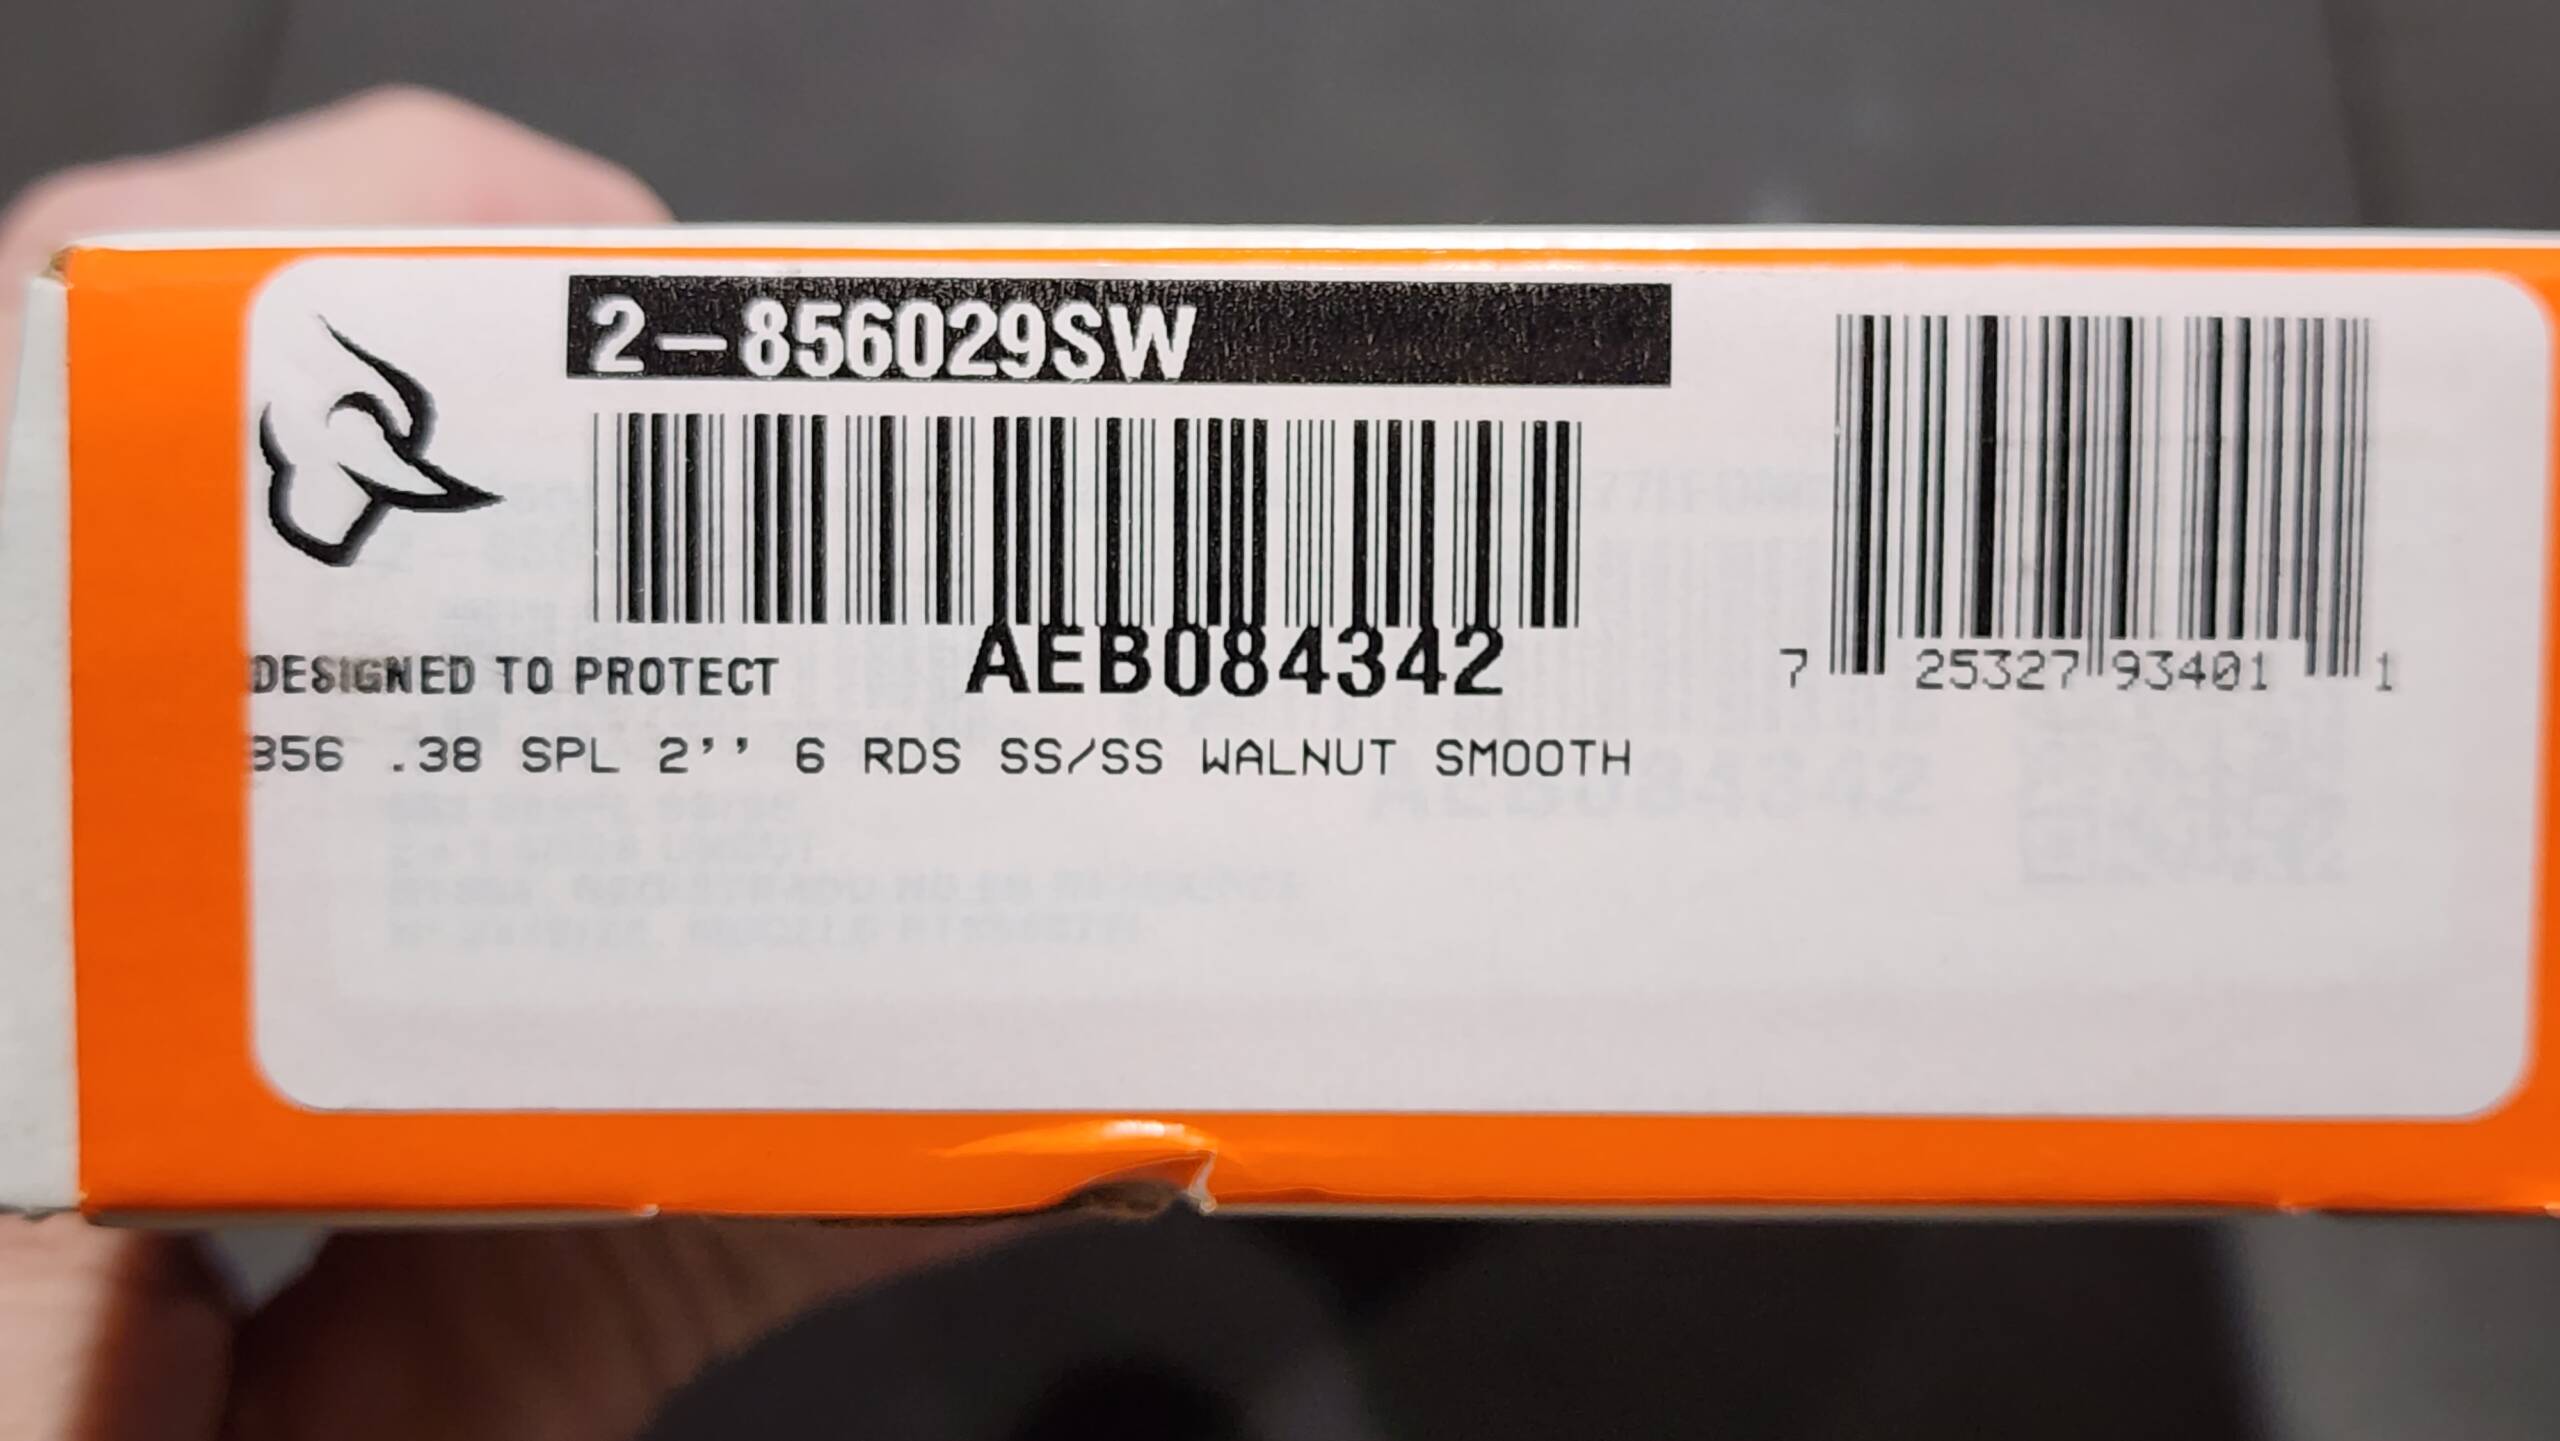 2-856029SW
AEB084342
7 25327 93401 1
DESIGNED TO PROTECT
856 .38 SPL 2'' 6 RDS SS/SS WALNUT SMOOTH
AEB084342